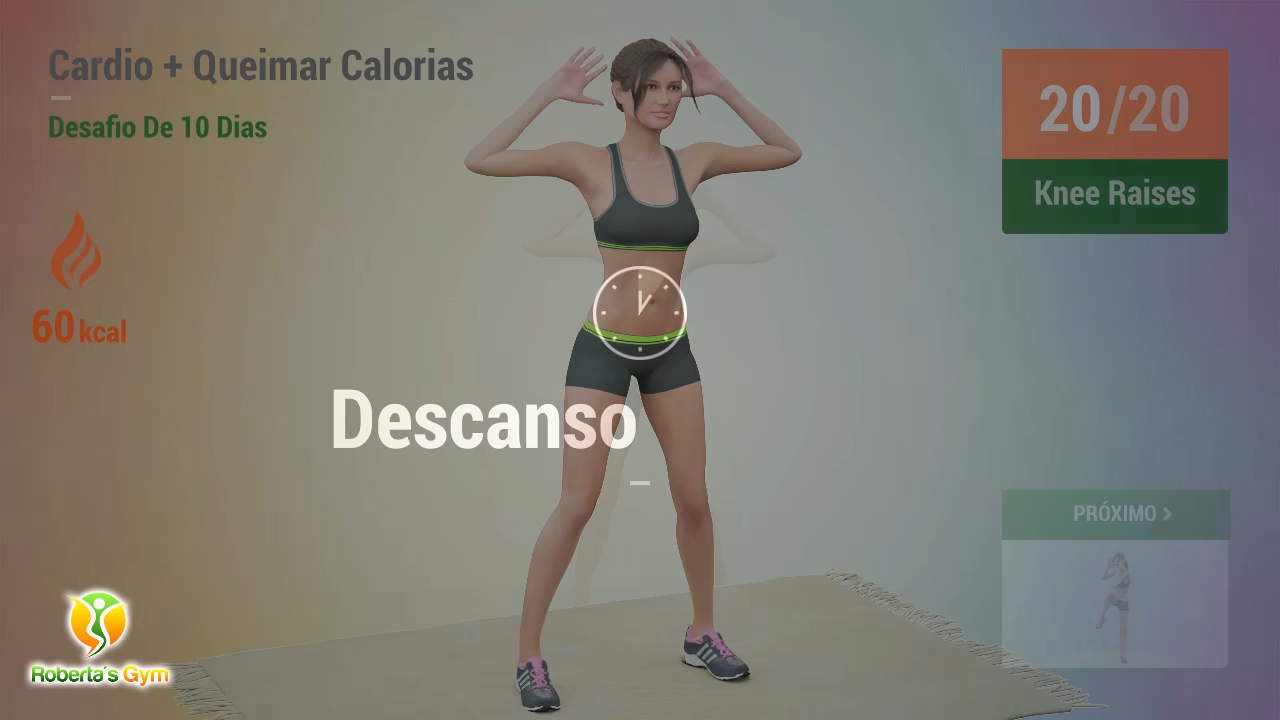 Cardio + Queimar Calorias
Desafio De 10 Dias
20/20
Knee Raises
60 kcal
Descanso
PRÓXIMO >
Roberta´s Gym